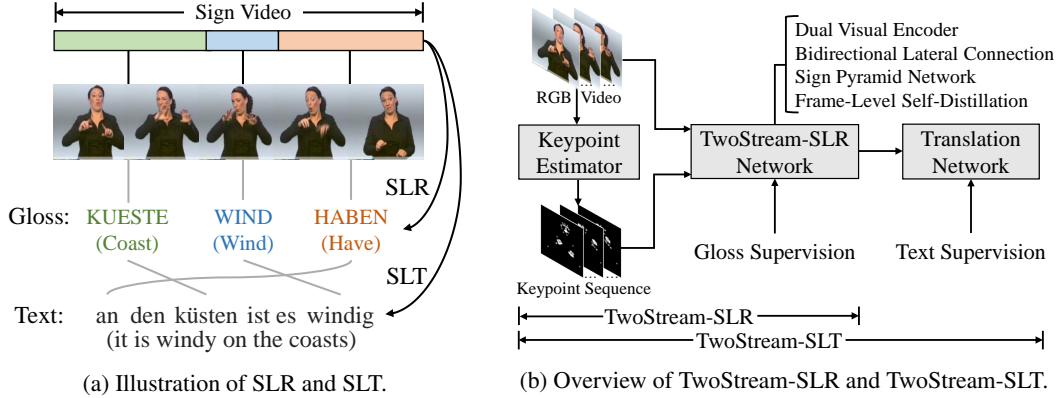 Sign Video
SLR
Gloss: KUESTE WIND HABEN
(Coast) (Wind) (Have)
SLT
Text: an den küsten ist es windig
(it is windy on the coasts)
(a) Illustration of SLR and SLT.
Dual Visual Encoder
Bidirectional Lateral Connection
Sign Pyramid Network
Frame-Level Self-Distillation
...
...
RGB Video
Keypoint
Estimator
TwoStream-SLR
Network
Translation
Network
Gloss Supervision
Text Supervision
...
...
Keypoint Sequence
TwoStream-SLR
TwoStream-SLT
(b) Overview of TwoStream-SLR and TwoStream-SLT.